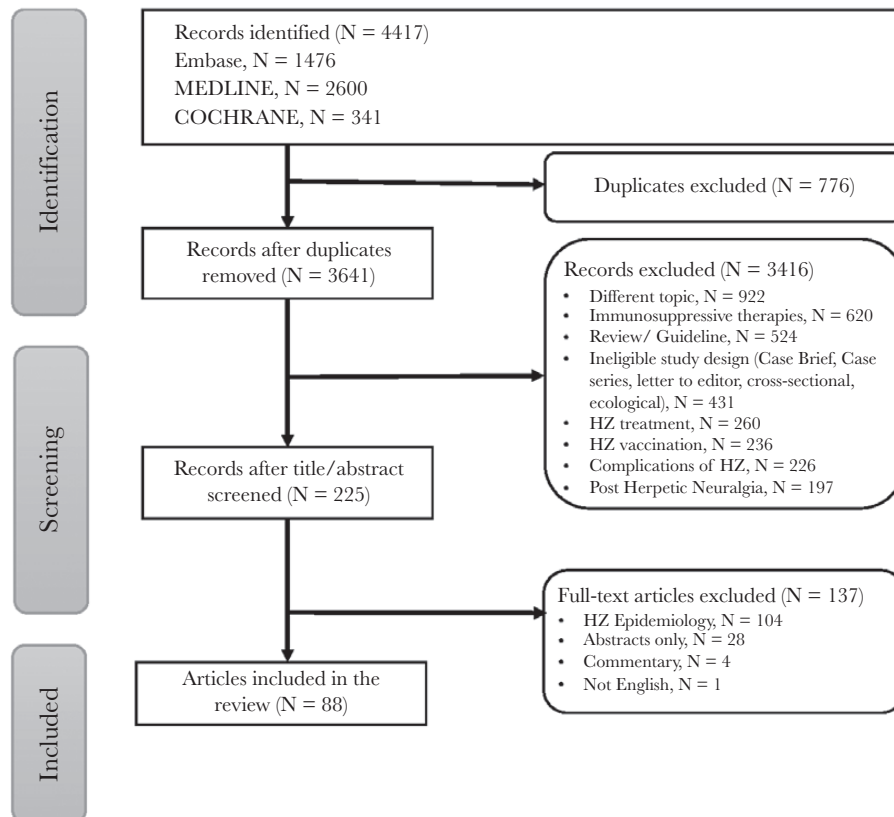 Identification
Records identified (N = 4417)
Embase, N = 1476
MEDLINE, N = 2600
COCHRANE, N = 341
Duplicates excluded (N = 776)
Records after duplicates
removed (N = 3641)
Records excluded (N = 3416)
• Different topic, N = 922
• Immunosuppressive therapies, N = 620
• Review/ Guideline, N = 524
• Ineligible study design (Case Brief, Case
series, letter to editor, cross-sectional,
ecological), N = 431
• HZ treatment, N = 260
• HZ vaccination, N = 236
• Complications of HZ, N = 226
• Post Herpetic Neuralgia, N = 197
Screening
Records after title/abstract
screened (N = 225)
Full-text articles excluded (N = 137)
• HZ Epidemiology, N = 104
• Abstracts only, N = 28
• Commentary, N = 4
• Not English, N = 1
Included
Articles included in the
review (N = 88)